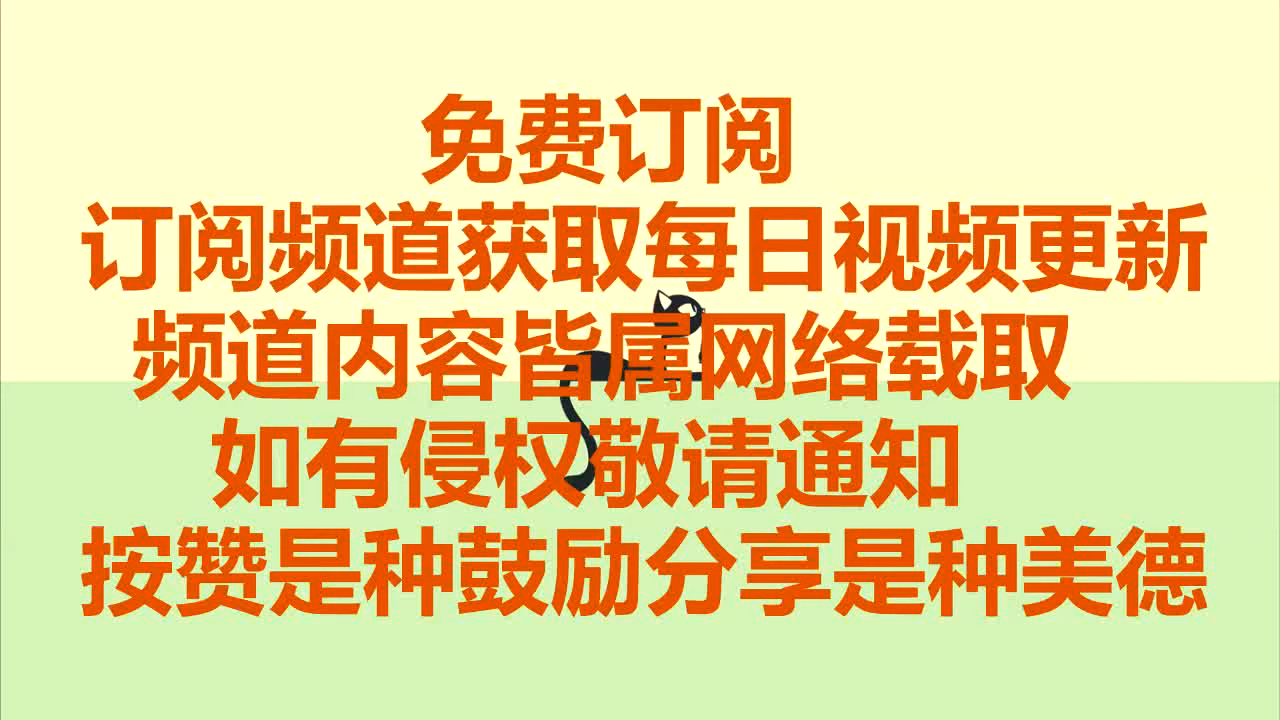 免费订阅
订阅频道获取每日视频更新
频道内容皆属网络载取
如有侵权敬请通知
按赞是种鼓励分享是种美德